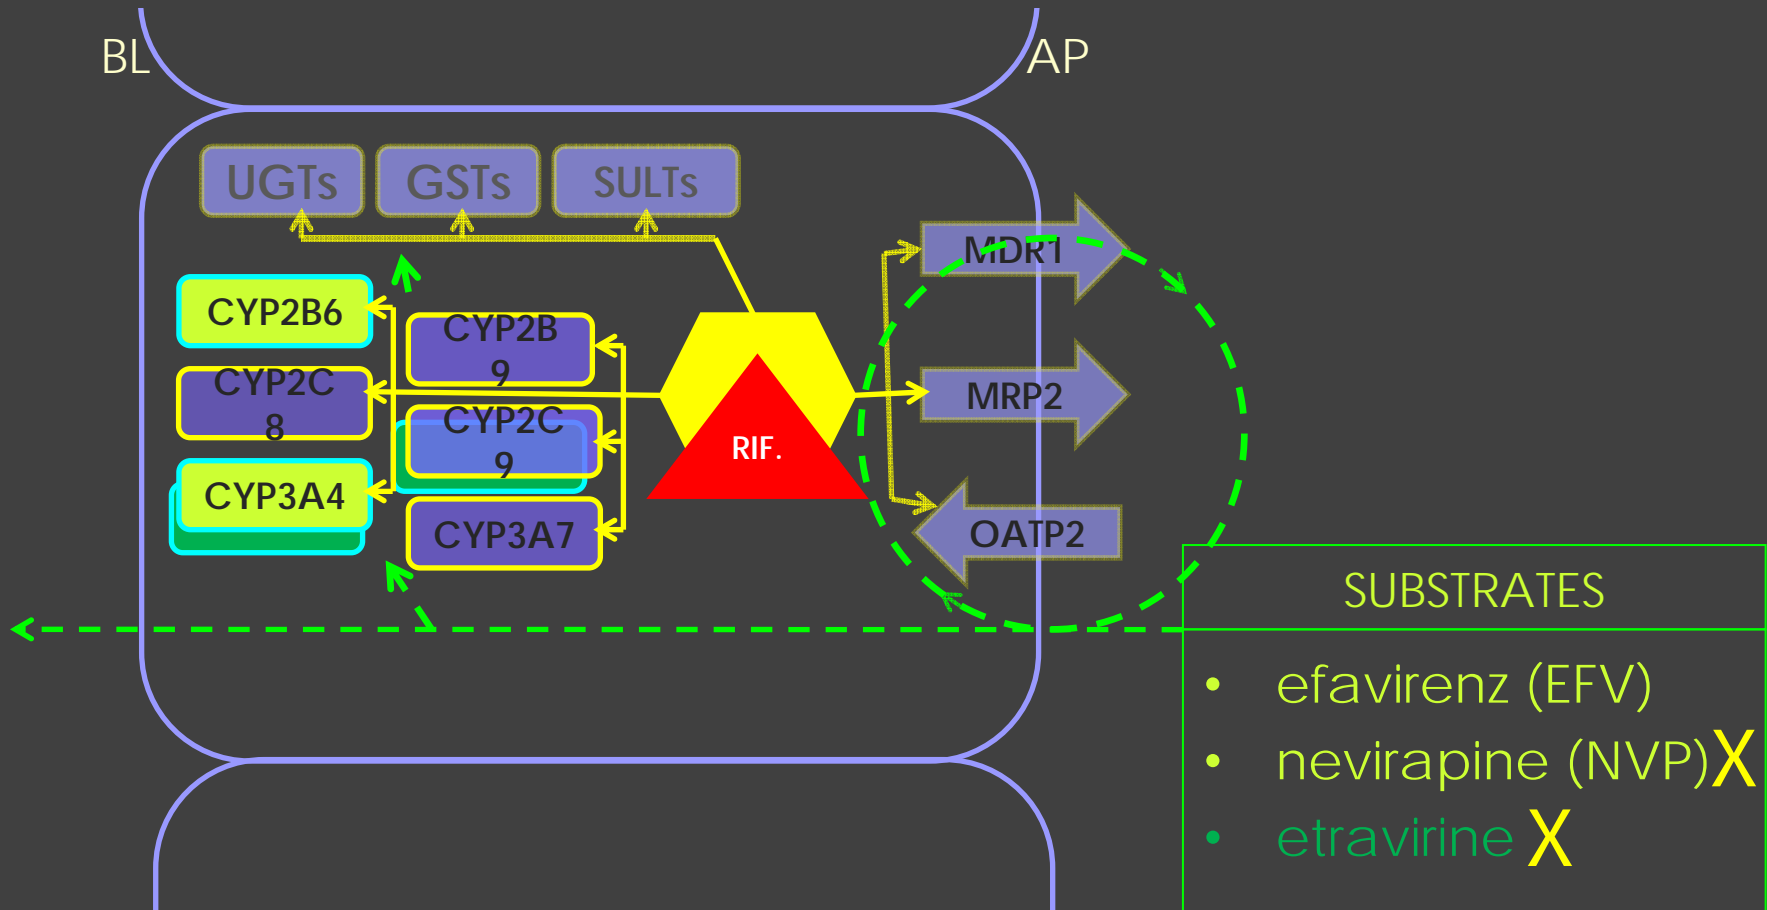 BL
AP
UGTs
GSTs
SULTs
MDR1
CYP2B6
CYP2B
9
CYP2C
8
MRP2
CYP2C
9
RIF.
CYP3A4
CYP3A7
OATP2
SUBSTRATES
• efavirenz (EFV)
• nevirapine (NVP) X
• etravirine X